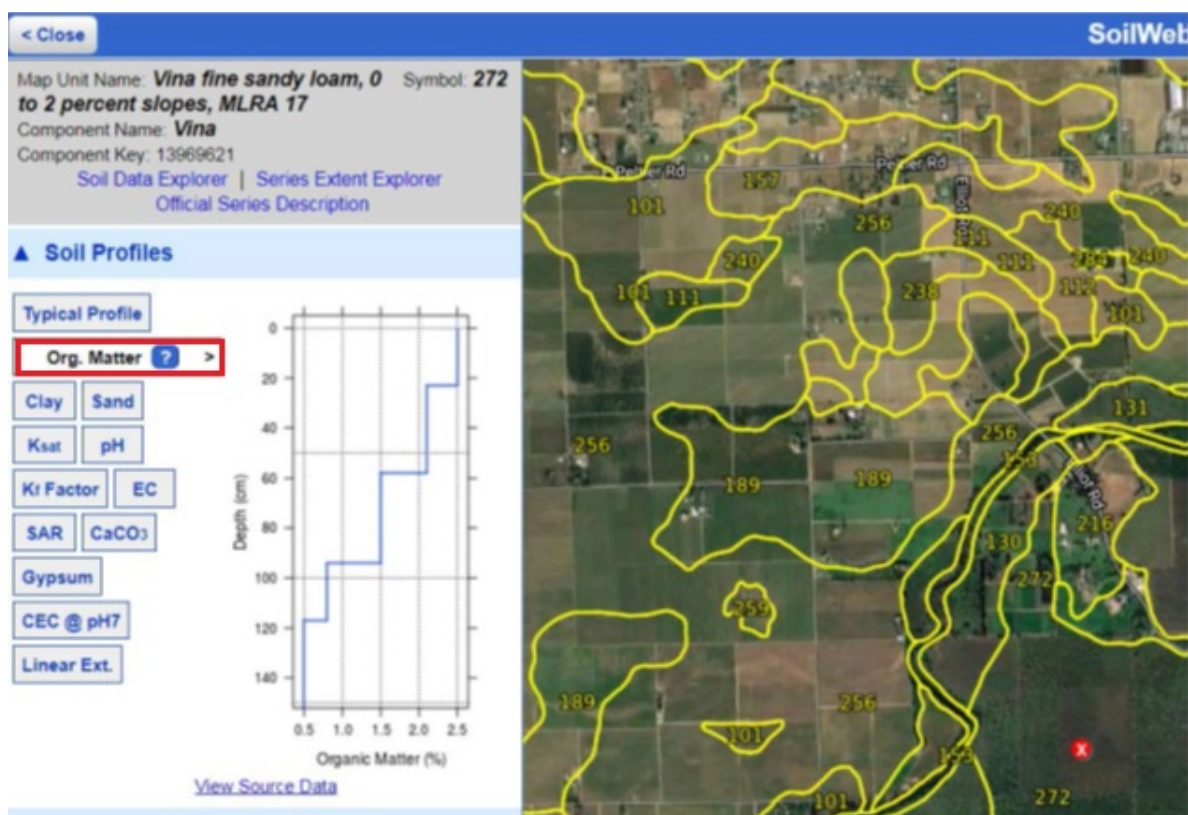 < Close
SoilWeb
Map Unit Name: Vina fine sandy loam, 0 to 2 percent slopes, MLRA 17
Symbol: 272
Component Name: Vina
Component Key: 13969621
Soil Data Explorer | Series Extent Explorer
Official Series Description
▲ Soil Profiles
Typical Profile
Org. Matter ? >
Clay
Sand
Ksat
pH
Kf Factor
EC
SAR
CaCO3
Gypsum
CEC @ pH7
Linear Ext.
Depth (cm)
0
20
40
60
80
100
120
140
0.5 1.0 1.5 2.0 2.5
Organic Matter (%)
View Source Data
Peltier Rd
Peltier Rd
157
101
256
111
240
240
111
284
240
101
111
238
112
101
131
256
256
153
189
189
216
130
272
259
189
256
101
153
X
101
272